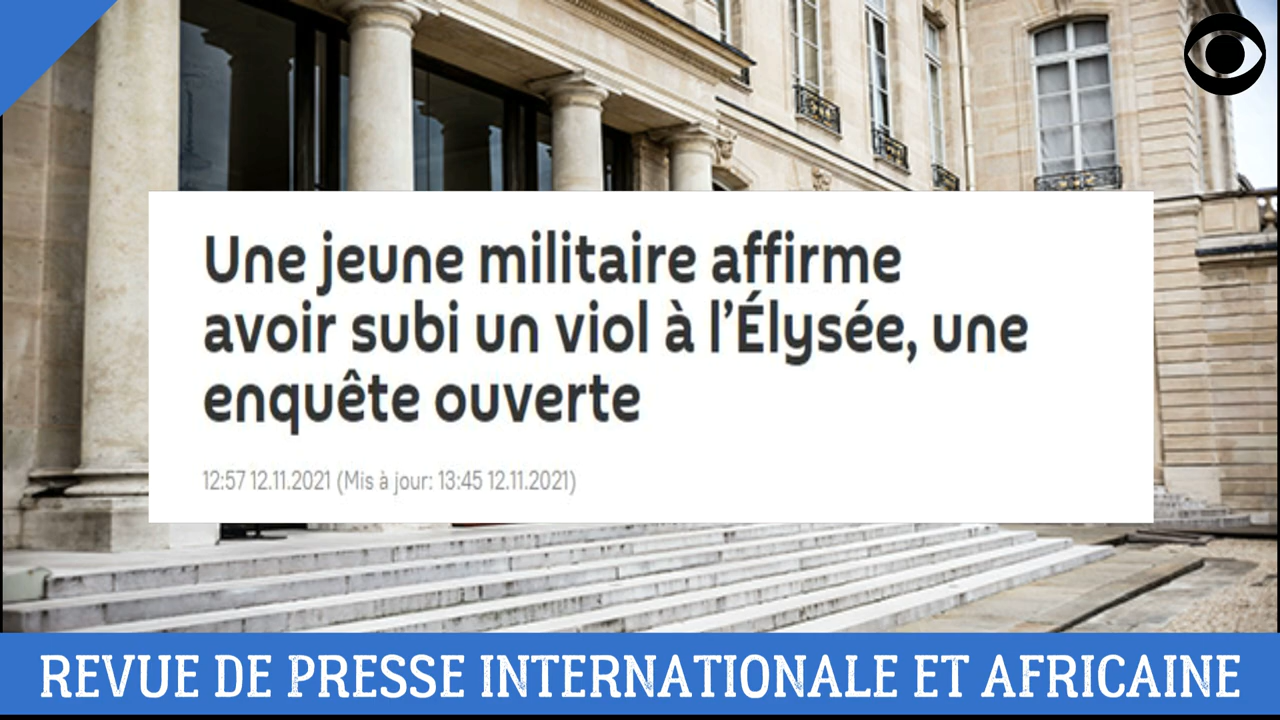 Une jeune militaire affirme
avoir subi un viol à l’Élysée, une
enquête ouverte
12:57 12.11.2021 (Mis à jour: 13:45 12.11.2021)
REVUE DE PRESSE INTERNATIONALE ET AFRICAINE